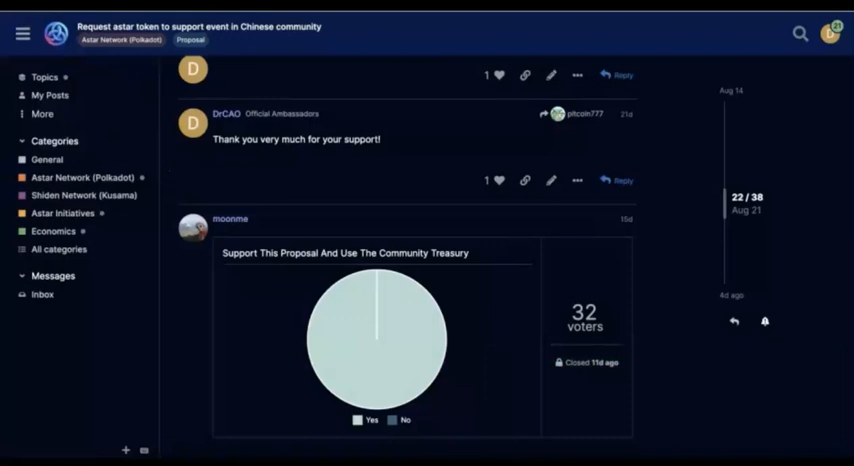 Request astar token to support event in Chinese community
Astar Network (Polkadot) Proposal
21
D
Topics
My Posts
More
Categories
General
Astar Network (Polkadot)
Shiden Network (Kusama)
Astar Initiatives
Economics
All categories
Messages
Inbox
D
1 Reply
D
DrCAO Official Ambassadors pitcoin777 21d
Thank you very much for your support!
1 Reply
moonme 15d
Support This Proposal And Use The Community Treasury
32
voters
Closed 11d ago
Yes No
Aug 14
22 / 38
Aug 21
4d ago